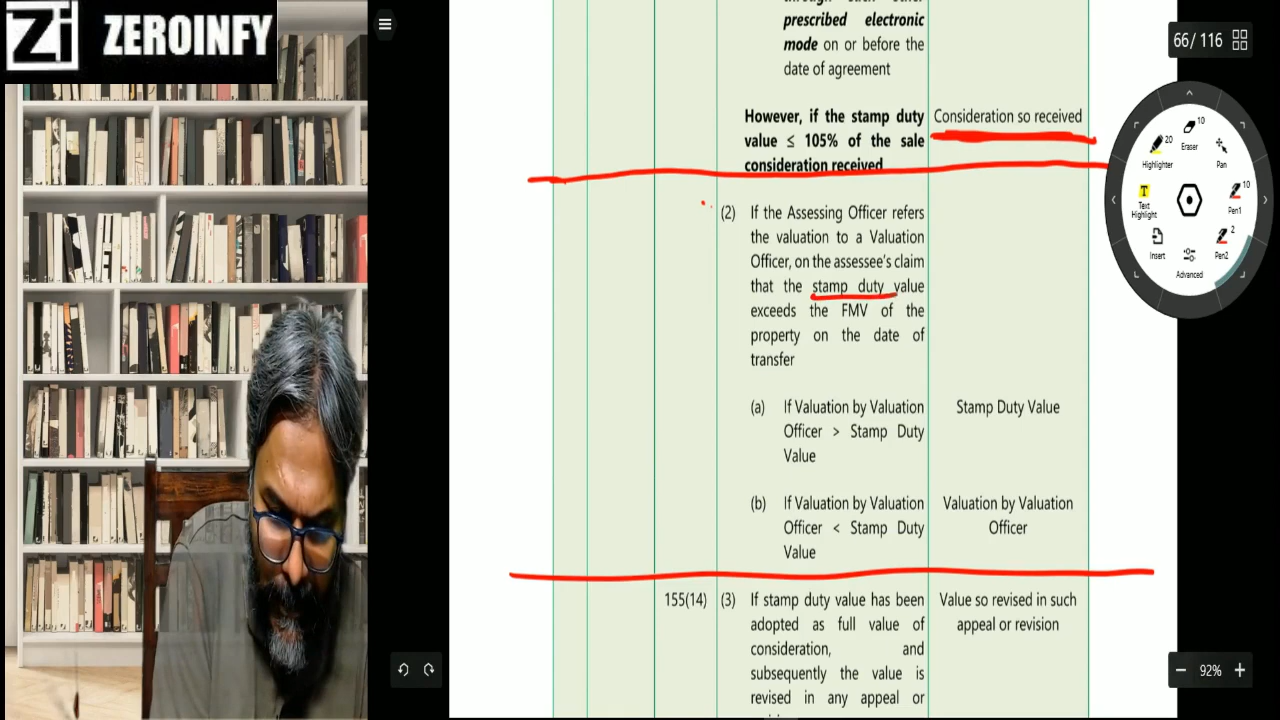 Zi ZEROINFY
through such other
prescribed electronic
mode on or before the
date of agreement
However, if the stamp duty
value ≤ 105% of the sale
consideration received
Consideration so received
(2) If the Assessing Officer refers
the valuation to a Valuation
Officer, on the assessee's claim
that the stamp duty value
exceeds the FMV of the
property on the date of
transfer
(a) If Valuation by Valuation
Officer > Stamp Duty
Value
Stamp Duty Value
(b) If Valuation by Valuation
Officer < Stamp Duty
Value
Valuation by Valuation
Officer
155(14) (3) If stamp duty value has been
adopted as full value of
consideration, and
subsequently the value is
revised in any appeal or
Value so revised in such
appeal or revision
66/ 116
10
Eraser
20
Highlighter
Pan
T
Text
Highlight
10
Pen1
Insert
2
Pen2
Advanced
92%